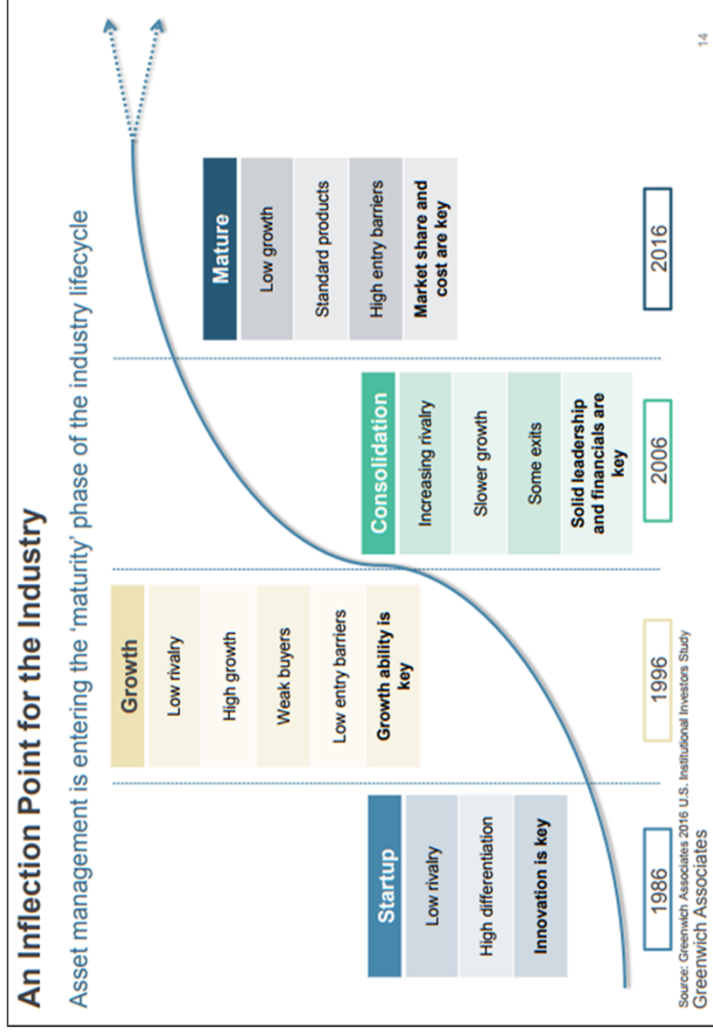 An Inflection Point for the Industry
Asset management is entering the ‘maturity’ phase of the industry lifecycle
Startup
Low rivalry
High differentiation
Innovation is key
Growth
Low rivalry
High growth
Weak buyers
Low entry barriers
Growth ability is
key
Consolidation
Increasing rivalry
Slower growth
Some exits
Solid leadership
and financials are
key
Mature
Low growth
Standard products
High entry barriers
Market share and
cost are key
1986
1996
2006
2016
Source: Greenwich Associates 2016 U.S. Institutional Investors Study
Greenwich Associates
14